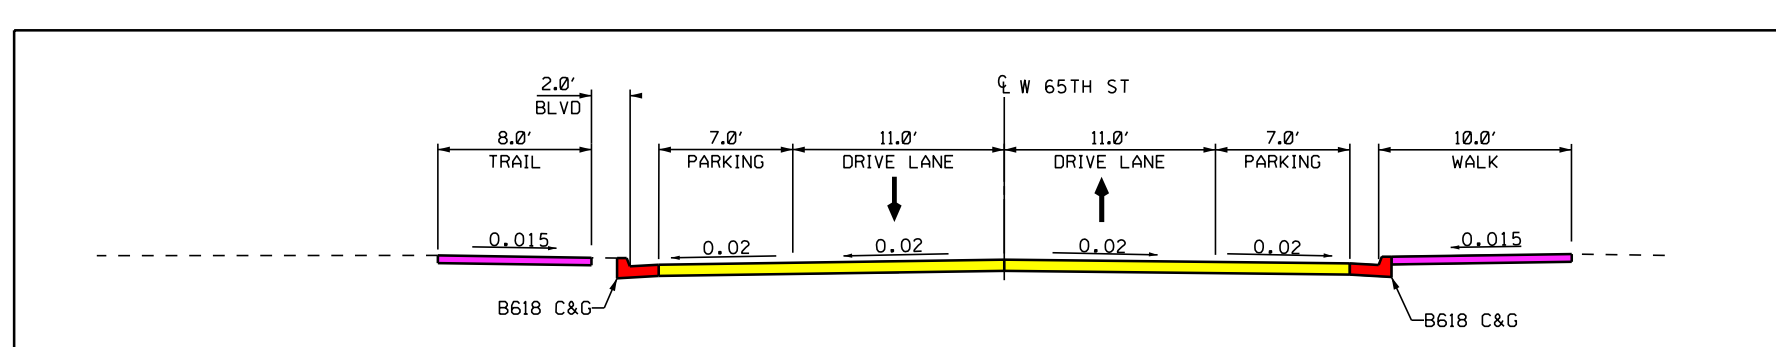 ℄ W 65TH ST
2.0'
BLVD
8.0'
TRAIL
7.0'
PARKING
11.0'
DRIVE LANE
11.0'
DRIVE LANE
7.0'
PARKING
10.0'
WALK
0.015
0.02
0.02
0.02
0.02
0.015
B618 C&G
B618 C&G